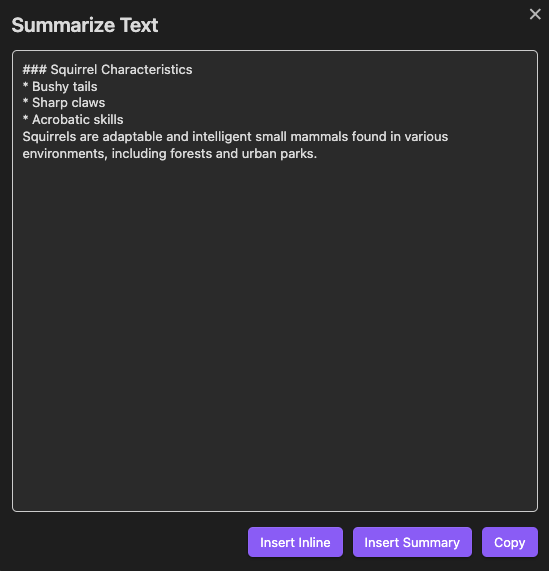 Summarize Text
### Squirrel Characteristics
* Bushy tails
* Sharp claws
* Acrobatic skills
Squirrels are adaptable and intelligent small mammals found in various
environments, including forests and urban parks.
Insert Inline
Insert Summary
Copy